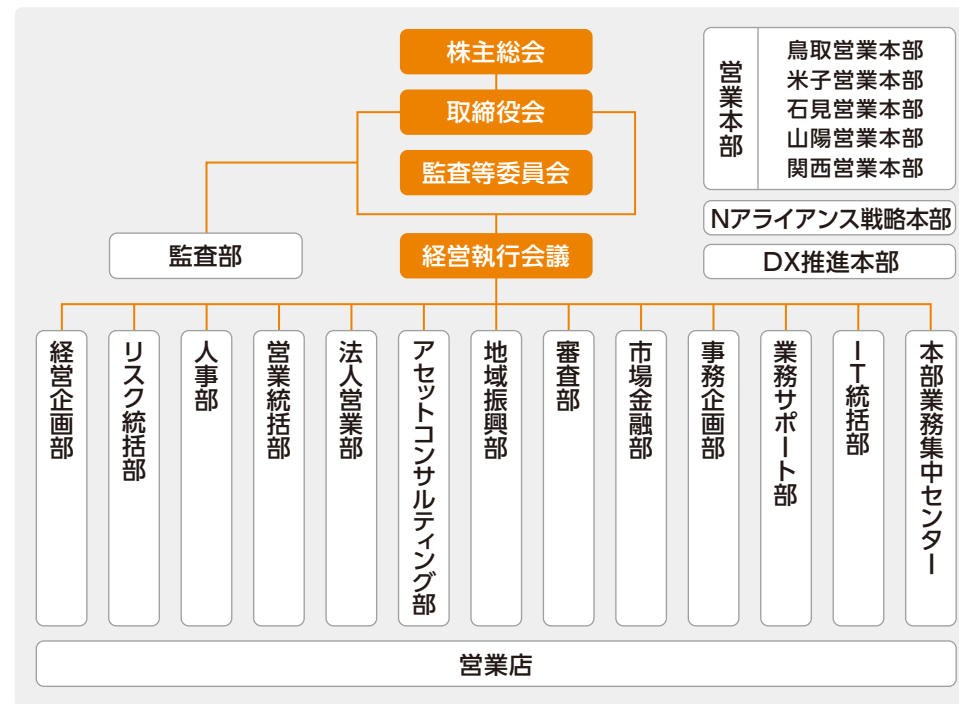 株主総会
取締役会
監査等委員会
監査部
経営執行会議
営業本部
鳥取営業本部
米子営業本部
石見営業本部
山陽営業本部
関西営業本部
Nアライアンス戦略本部
DX推進本部
経営企画部
リスク統括部
人事部
営業統括部
法人営業部
アセットコンサルティング部
地域振興部
審査部
市場金融部
事務企画部
業務サポート部
IT統括部
本部業務集中センター
営業店